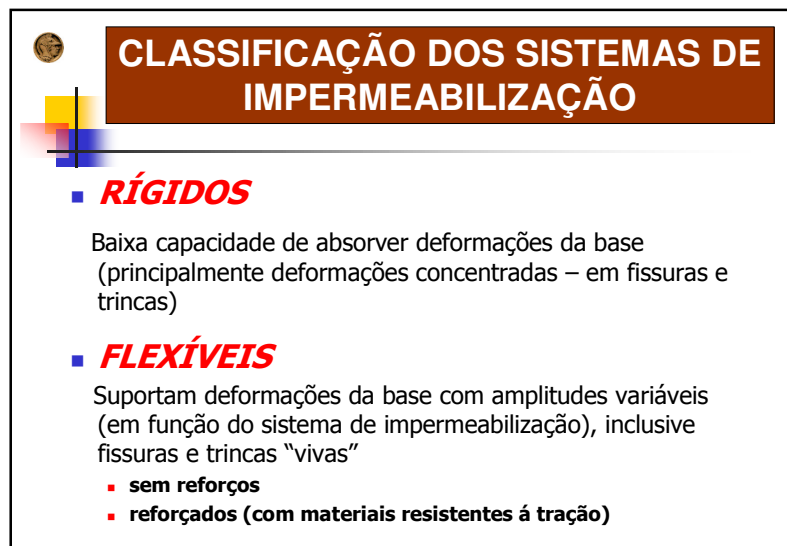 CLASSIFICAÇÃO DOS SISTEMAS DE
IMPERMEABILIZAÇÃO
RÍGIDOS
Baixa capacidade de absorver deformações da base
(principalmente deformações concentradas – em fissuras e
trincas)
FLEXÍVEIS
Suportam deformações da base com amplitudes variáveis
(em função do sistema de impermeabilização), inclusive
fissuras e trincas “vivas”
sem reforços
reforçados (com materiais resistentes á tração)